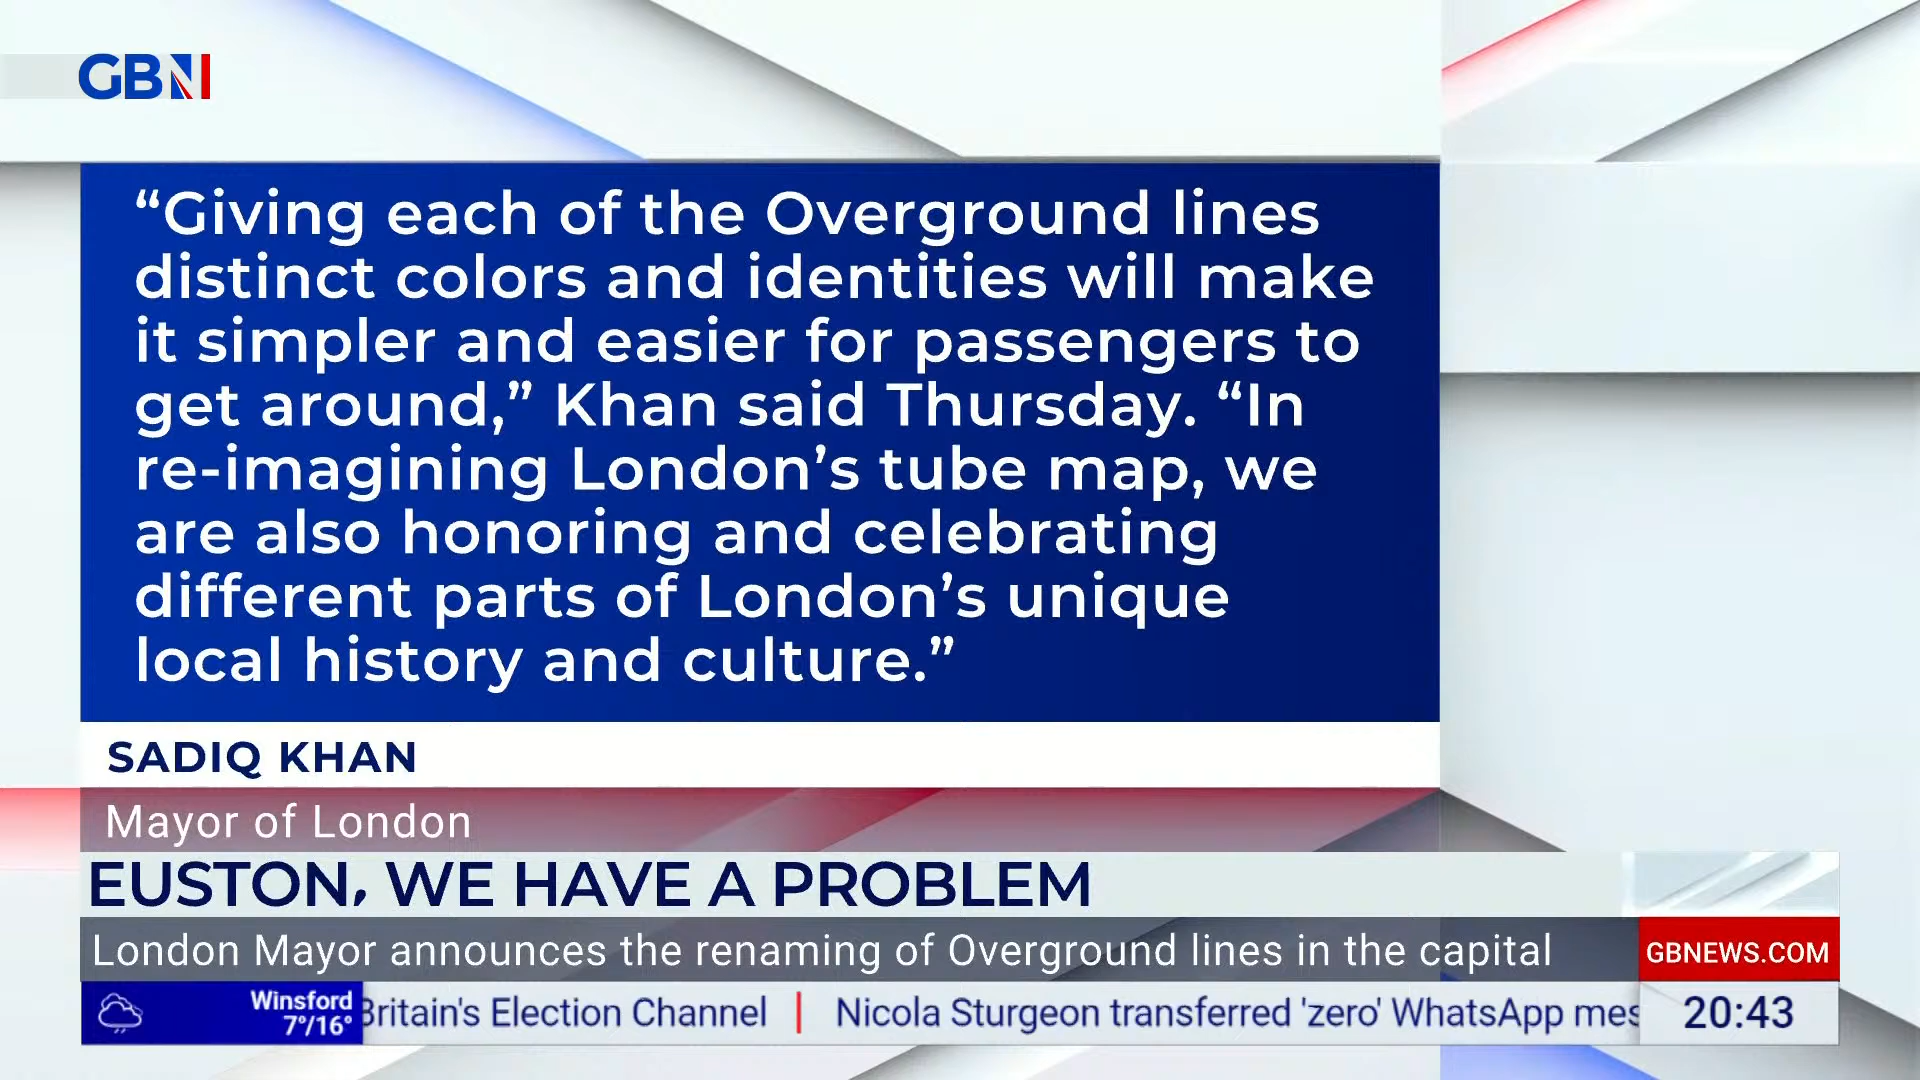 GBN
“Giving each of the Overground lines
distinct colors and identities will make
it simpler and easier for passengers to
get around,” Khan said Thursday. “In
re-imagining London’s tube map, we
are also honoring and celebrating
different parts of London’s unique
local history and culture.”
SADIQ KHAN
Mayor of London
EUSTON, WE HAVE A PROBLEM
London Mayor announces the renaming of Overground lines in the capital
GBNEWS.COM
Winsford
7°/16°
Britain's Election Channel | Nicola Sturgeon transferred 'zero' WhatsApp mes
20:43